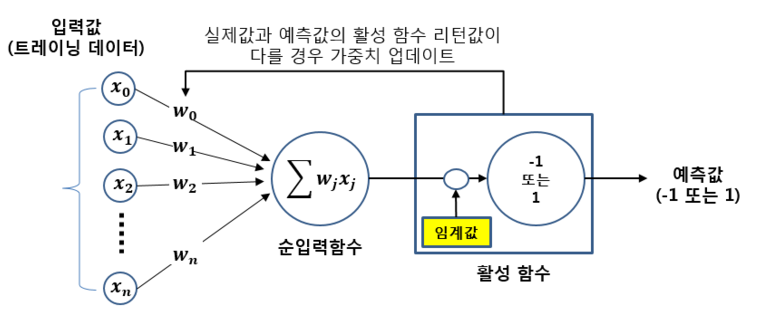 입력값
(트레이닝 데이터)
실제값과 예측값의 활성 함수 리턴값이
다를 경우 가중치 업데이트
x₀
w₀
x₁
w₁
x₂
w₂
xₙ
wₙ
∑ wⱼxⱼ
순입력함수
-1
또는
1
임계값
활성 함수
예측값
(-1 또는 1)